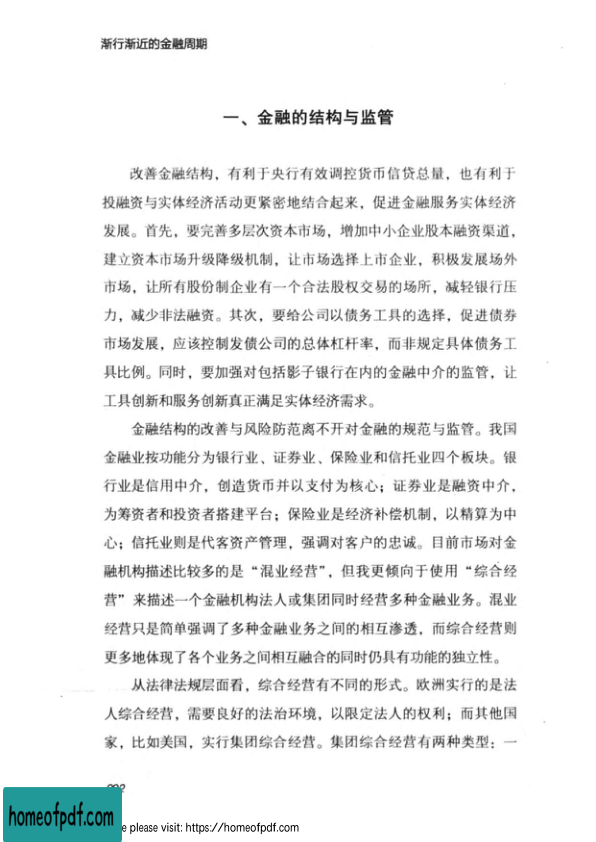 渐行渐近的金融周期
一、金融的结构与监管
改善金融结构，有利于央行有效调控货币信贷总量，也有利于
投融资与实体经济活动更紧密地结合起来，促进金融服务实体经济
发展。首先，要完善多层次资本市场，增加中小企业股本融资渠道，
建立资本市场升级降级机制，让市场选择上市企业，积极发展场外
市场，让所有股份制企业有一个合法股权交易的场所，减轻银行压
力，减少非法融资。其次，要给公司以债务工具的选择，促进债券
市场发展，应该控制发债公司的总体杠杆率，而非规定具体债务工
具比例。同时，要加强对包括影子银行在内的金融中介的监管，让
工具创新和服务创新真正满足实体经济需求。
金融结构的改善与风险防范离不开对金融的规范与监管。我国
金融业按功能分为银行业、证券业、保险业和信托业四个板块。银
行业是信用中介，创造货币并以支付为核心；证券业是融资中介，
为筹资者和投资者搭建平台；保险业是经济补偿机制，以精算为中
心；信托业则是代客资产管理，强调对客户的忠诚。目前市场对金
融机构描述比较多的是“混业经营”，但我更倾向于使用“综合经
营”来描述一个金融机构法人或集团同时经营多种金融业务。混业
经营只是简单强调了多种金融业务之间的相互渗透，而综合经营则
更多地体现了各个业务之间相互融合的同时仍具有功能的独立性。
从法律法规层面看，综合经营有不同的形式。欧洲实行的是法
人综合经营，需要良好的法治环境，以限定法人的权利；而其他国
家，比如美国，实行集团综合经营。集团综合经营有两种类型：一
homeofpdf.com
please visit: https://homeofpdf.com